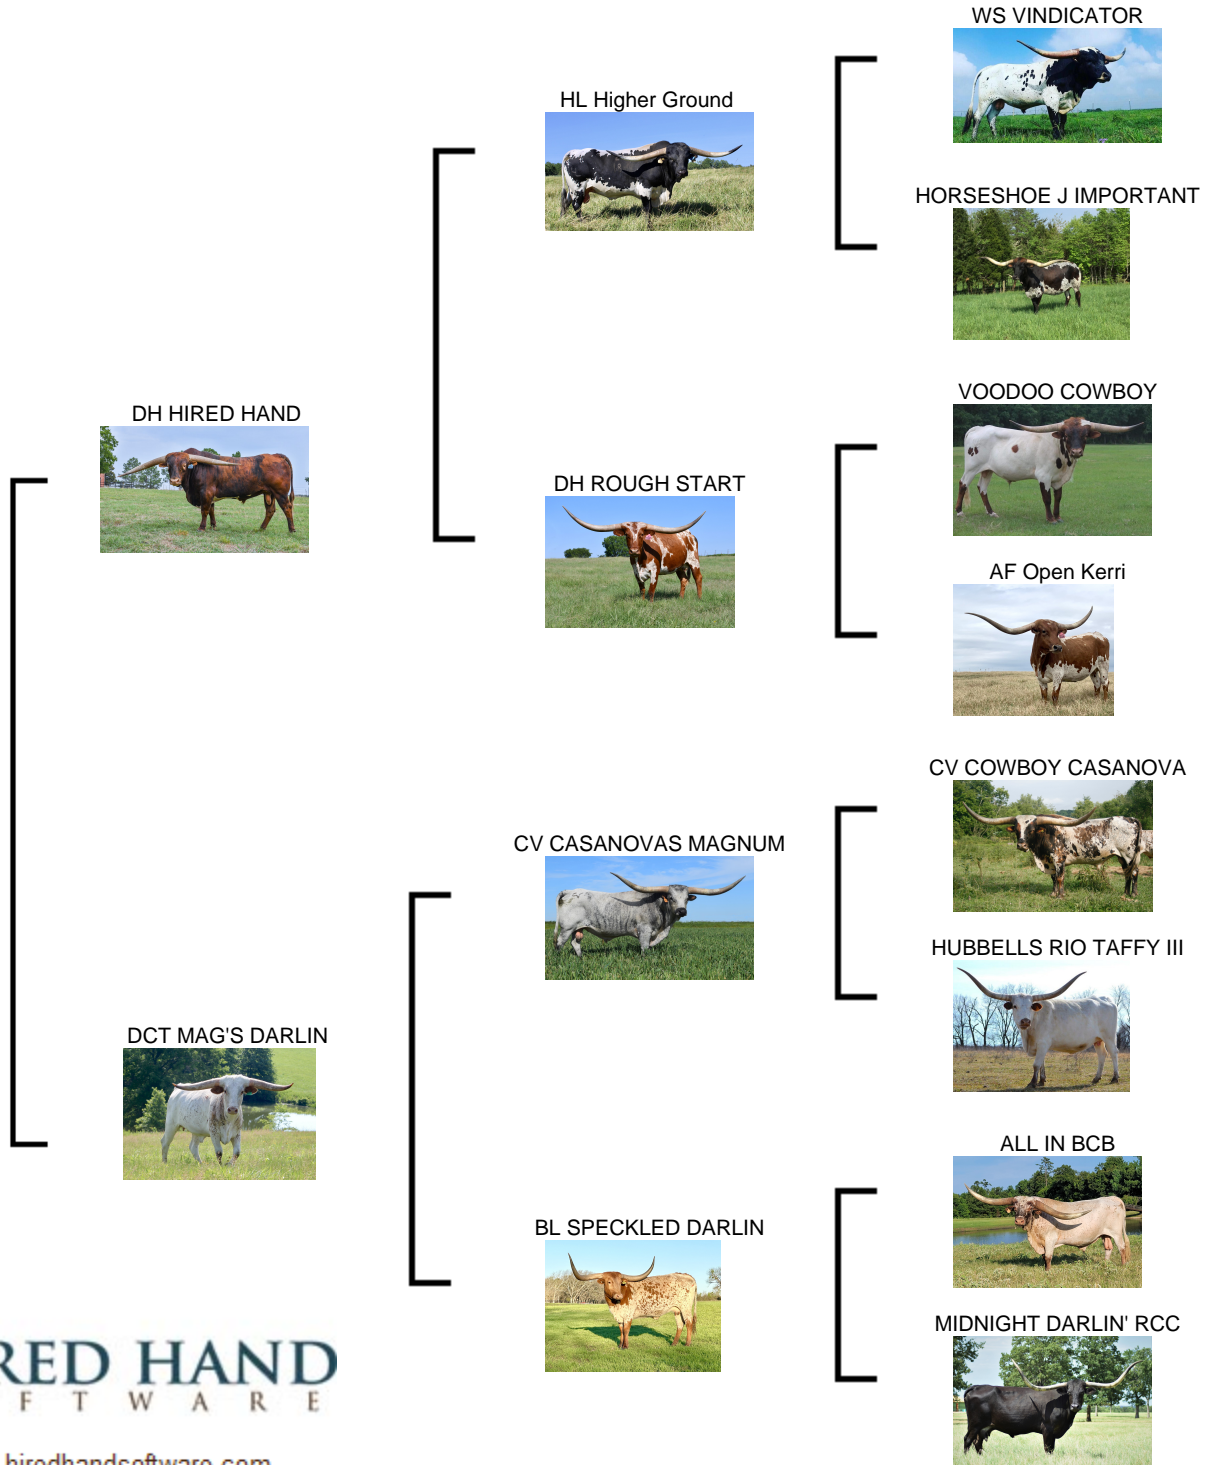 WS VINDICATOR
HL Higher Ground
HORSESHOE J IMPORTANT
DH HIRED HAND
VOODOO COWBOY
DH ROUGH START
AF Open Kerri
CV COWBOY CASANOVA
CV CASANOVAS MAGNUM
HUBBELLS RIO TAFFY III
DCT MAG'S DARLIN
ALL IN BCB
BL SPECKLED DARLIN
MIDNIGHT DARLIN' RCC
RED HAND
F T W A R E
hiredhandsoftware.com